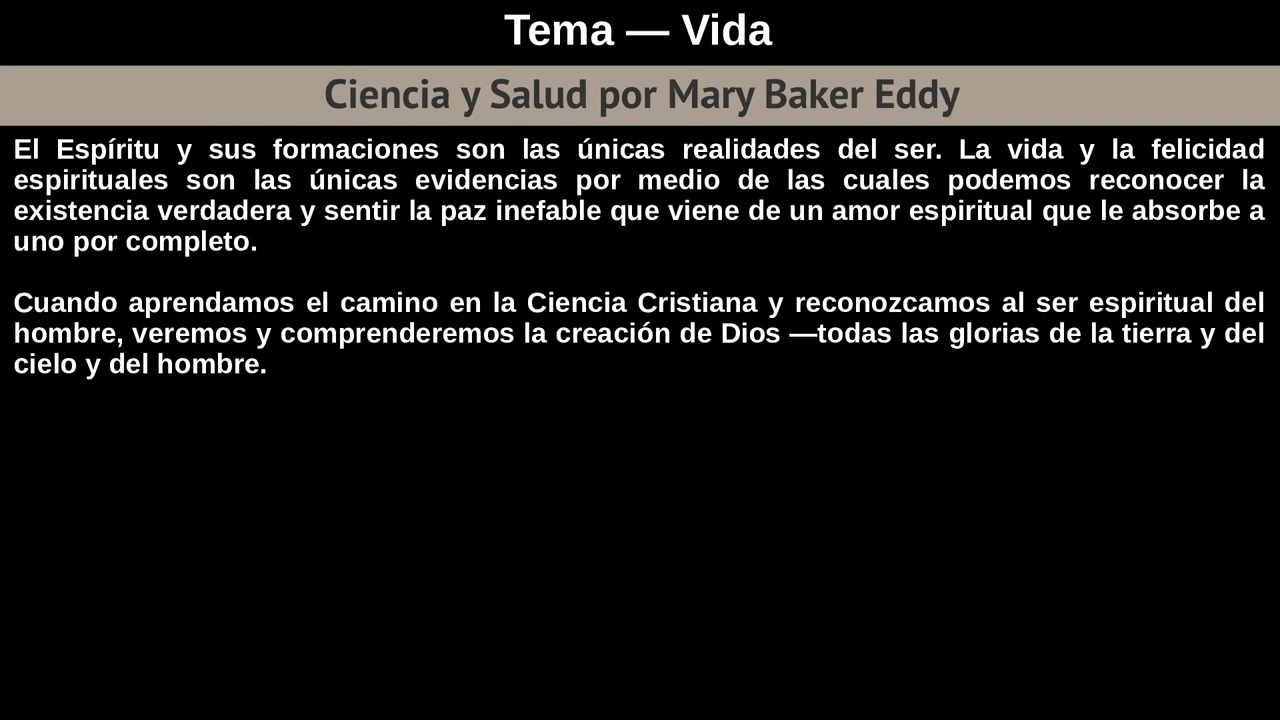 Tema — Vida
Ciencia y Salud por Mary Baker Eddy
El Espíritu y sus formaciones son las únicas realidades del ser. La vida y la felicidad
espirituales son las únicas evidencias por medio de las cuales podemos reconocer la
existencia verdadera y sentir la paz inefable que viene de un amor espiritual que le absorbe a
uno por completo.
Cuando aprendamos el camino en la Ciencia Cristiana y reconozcamos al ser espiritual del
hombre, veremos y comprenderemos la creación de Dios —todas las glorias de la tierra y del
cielo y del hombre.